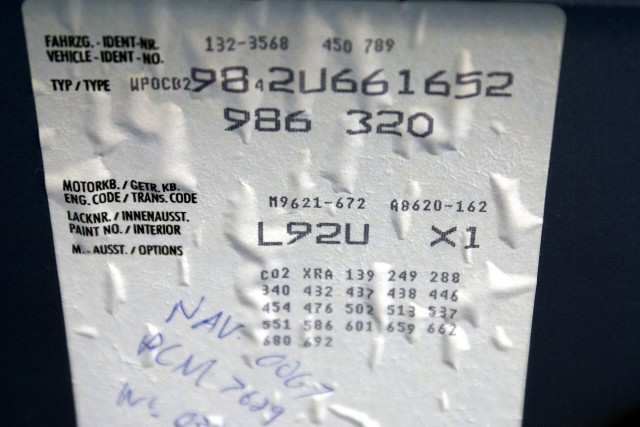 FAHRZG.-IDENT-NR. 132-3568 450 789
VEHICLE-IDENT-NO.
TYP/TYPE WP0CB2984 2U661652
986 320
MOTORKB./GETR.KB.
ENG.CODE/TRANS.CODE M9621-672 A8620-162
LACKNR./INNENAUSST.
PAINT NO./INTERIOR L92U X1
M.-AUSST./OPTIONS
C02 XRA 139 249 288
340 432 437 438 446
454 476 502 513 537
551 586 601 659 662
680 692
NAV. 0067
PCM 7629